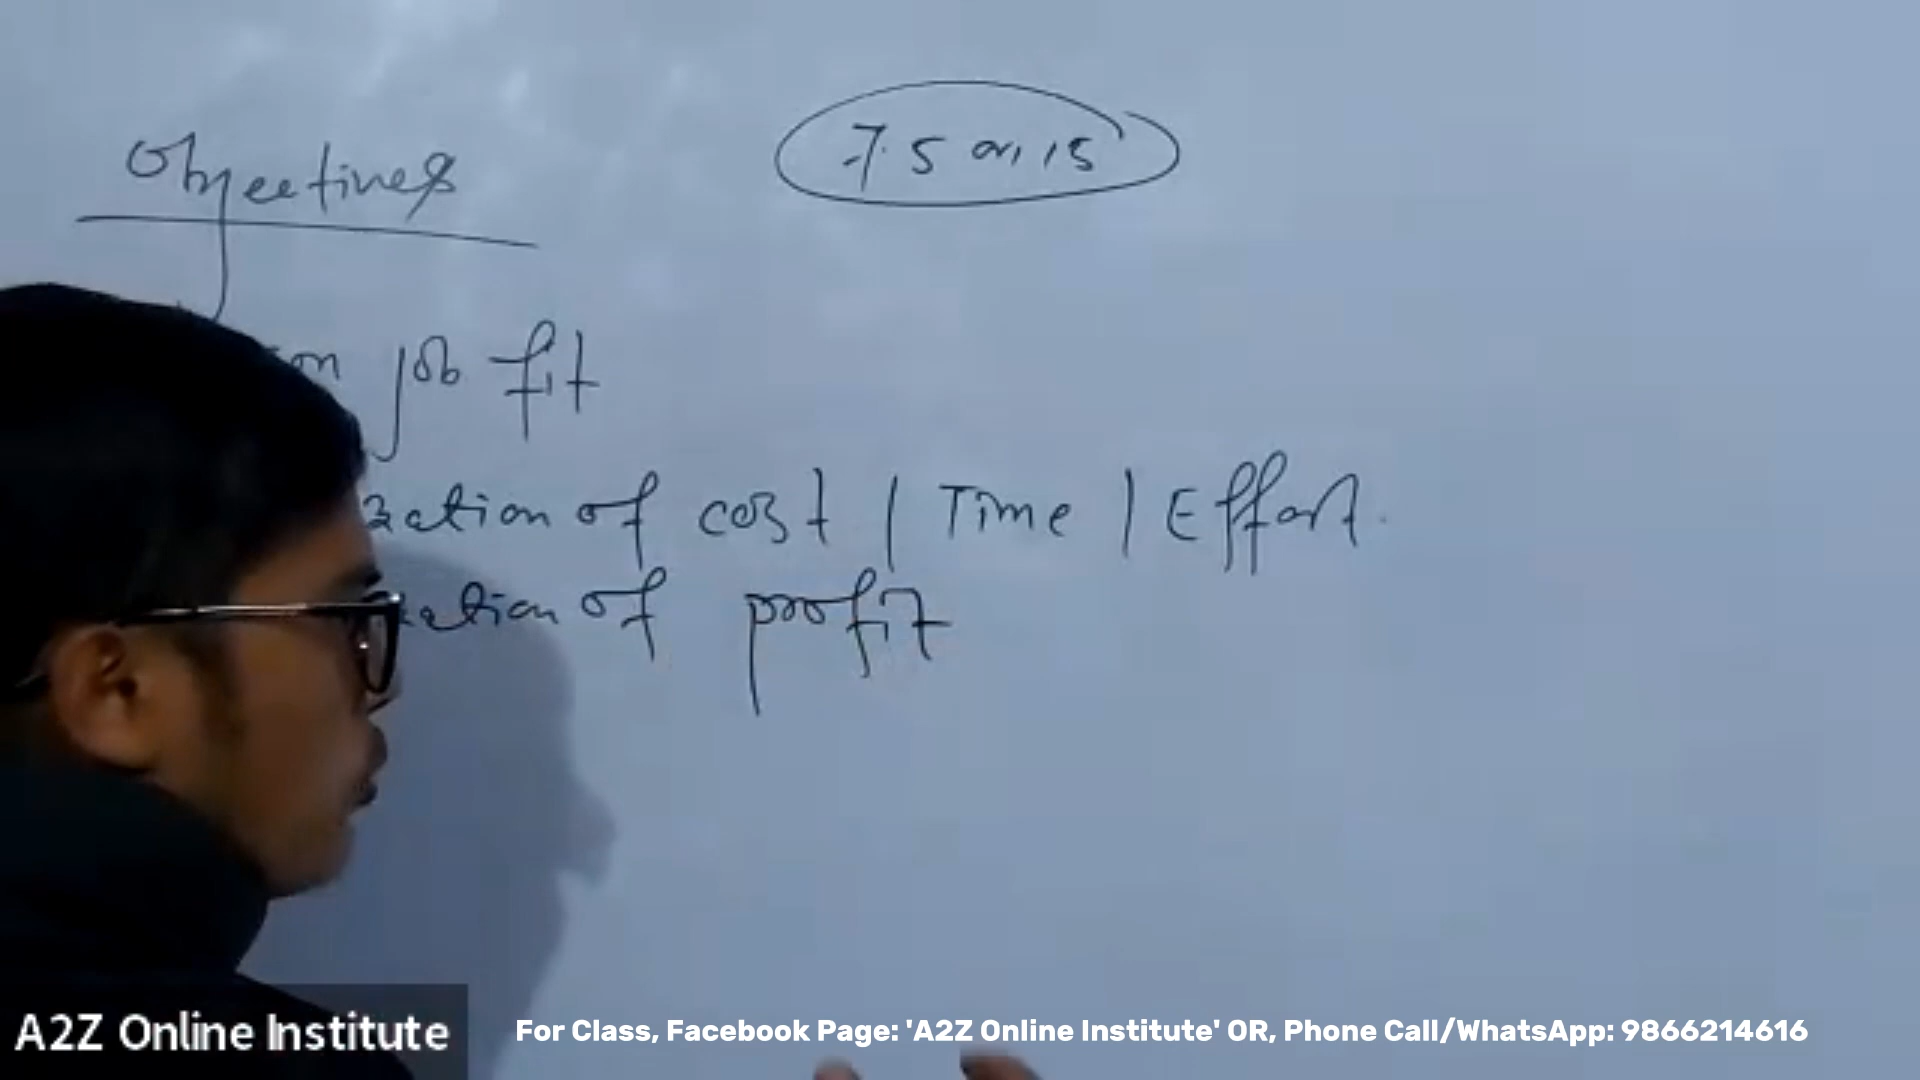 Objectives
7.5 or, 15
on job fit
zation of cost / Time / Effort.
zation of profit
A2Z Online Institute
For Class, Facebook Page: 'A2Z Online Institute' OR, Phone Call/WhatsApp: 9866214616